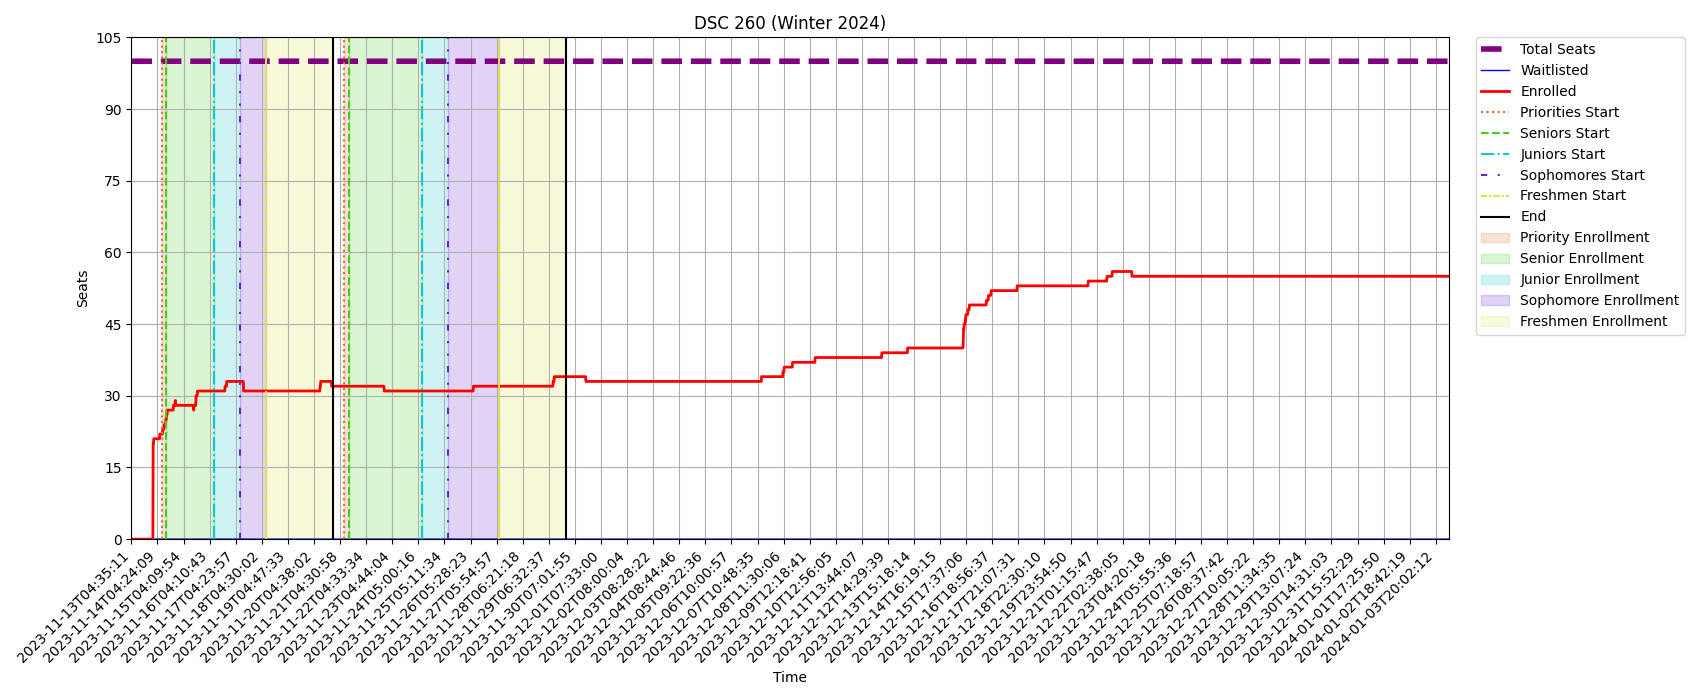 DSC 260 (Winter 2024)
105
90
75
60
45
30
15
0
Seats
2023-11-13T04:35:11
2023-11-14T04:24:09
2023-11-15T04:09:54
2023-11-16T04:10:43
2023-11-17T04:23:57
2023-11-18T04:30:02
2023-11-19T04:47:33
2023-11-20T04:38:02
2023-11-21T04:30:58
2023-11-22T04:33:34
2023-11-23T04:44:04
2023-11-24T05:00:16
2023-11-25T05:11:34
2023-11-26T05:28:23
2023-11-27T05:54:57
2023-11-28T06:21:18
2023-11-29T06:32:37
2023-11-30T07:01:55
2023-12-01T07:33:00
2023-12-02T08:00:04
2023-12-03T08:28:22
2023-12-04T08:44:46
2023-12-05T09:22:36
2023-12-06T10:00:57
2023-12-07T10:48:35
2023-12-08T11:30:06
2023-12-09T12:18:41
2023-12-10T12:56:05
2023-12-11T13:44:07
2023-12-12T14:29:39
2023-12-13T15:18:14
2023-12-14T16:19:15
2023-12-15T17:37:06
2023-12-16T18:56:37
2023-12-17T21:07:31
2023-12-18T22:30:10
2023-12-19T23:54:50
2023-12-21T01:15:47
2023-12-22T02:38:05
2023-12-23T04:20:18
2023-12-24T05:55:36
2023-12-25T07:18:57
2023-12-26T08:37:42
2023-12-27T10:05:22
2023-12-28T11:34:35
2023-12-29T13:07:24
2023-12-30T14:31:03
2023-12-31T15:52:29
2024-01-01T17:25:50
2024-01-02T18:42:19
2024-01-03T20:02:12
Time
Total Seats
Waitlisted
Enrolled
Priorities Start
Seniors Start
Juniors Start
Sophomores Start
Freshmen Start
End
Priority Enrollment
Senior Enrollment
Junior Enrollment
Sophomore Enrollment
Freshmen Enrollment